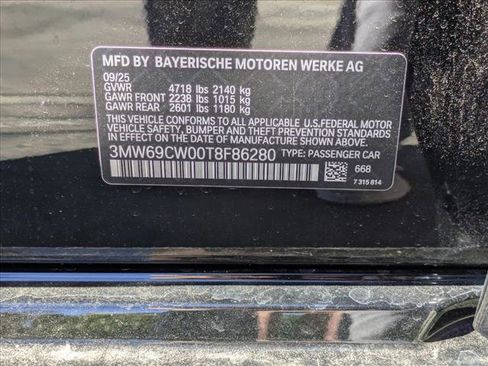 MFD BY BAYERISCHE MOTOREN WERKE AG
09/25
GVWR 4718 lbs 2140 kg
GAWR FRONT 2238 lbs 1015 kg
GAWR REAR 2601 lbs 1180 kg
THIS VEHICLE CONFORMS TO ALL APPLICABLE U.S.FEDERAL MOTOR
VEHICLE SAFETY, BUMPER, AND THEFT PREVENTION STANDARDS
IN EFFECT ON THE DATE OF MANUFACTURE SHOWN ABOVE.
3MW69CW00T8F86280 TYPE: PASSENGER CAR
668
7 315 814